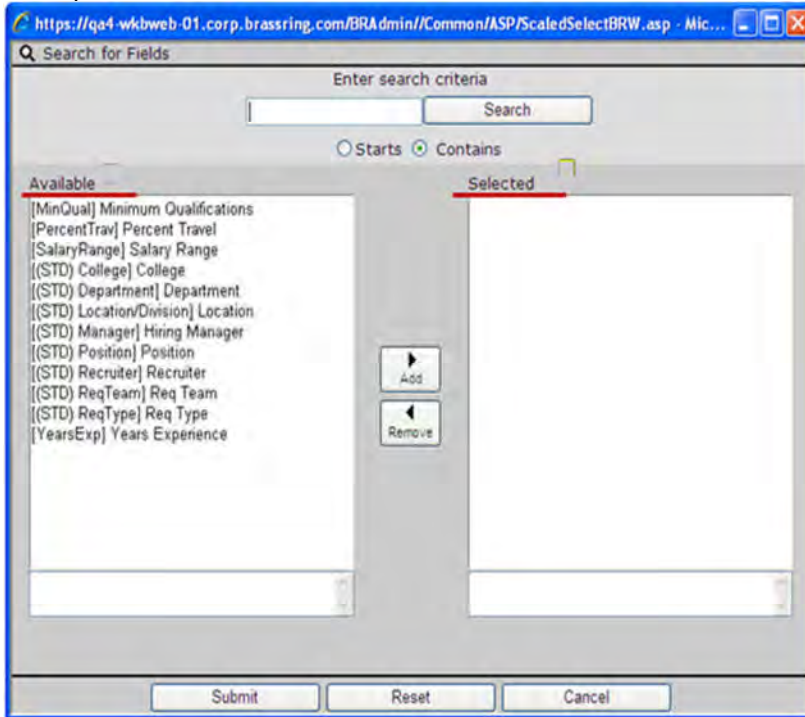 https://qa4-wkbweb-01.corp.brassring.com/BRAdmin//Common/ASP/ScaledSelectBRW.asp - Mic...
Search for Fields
Enter search criteria
Search
Starts Contains
Available Selected
[MinQual] Minimum Qualifications
[PercentTrav] Percent Travel
[SalaryRange] Salary Range
[(STD) College] College
[(STD) Department] Department
[(STD) Location/Division] Location
[(STD) Manager] Hiring Manager
[(STD) Position] Position
[(STD) Recruiter] Recruiter
[(STD) ReqTeam] Req Team
[(STD) ReqType] Req Type
[YearsExp] Years Experience
Add
Remove
Submit Reset Cancel